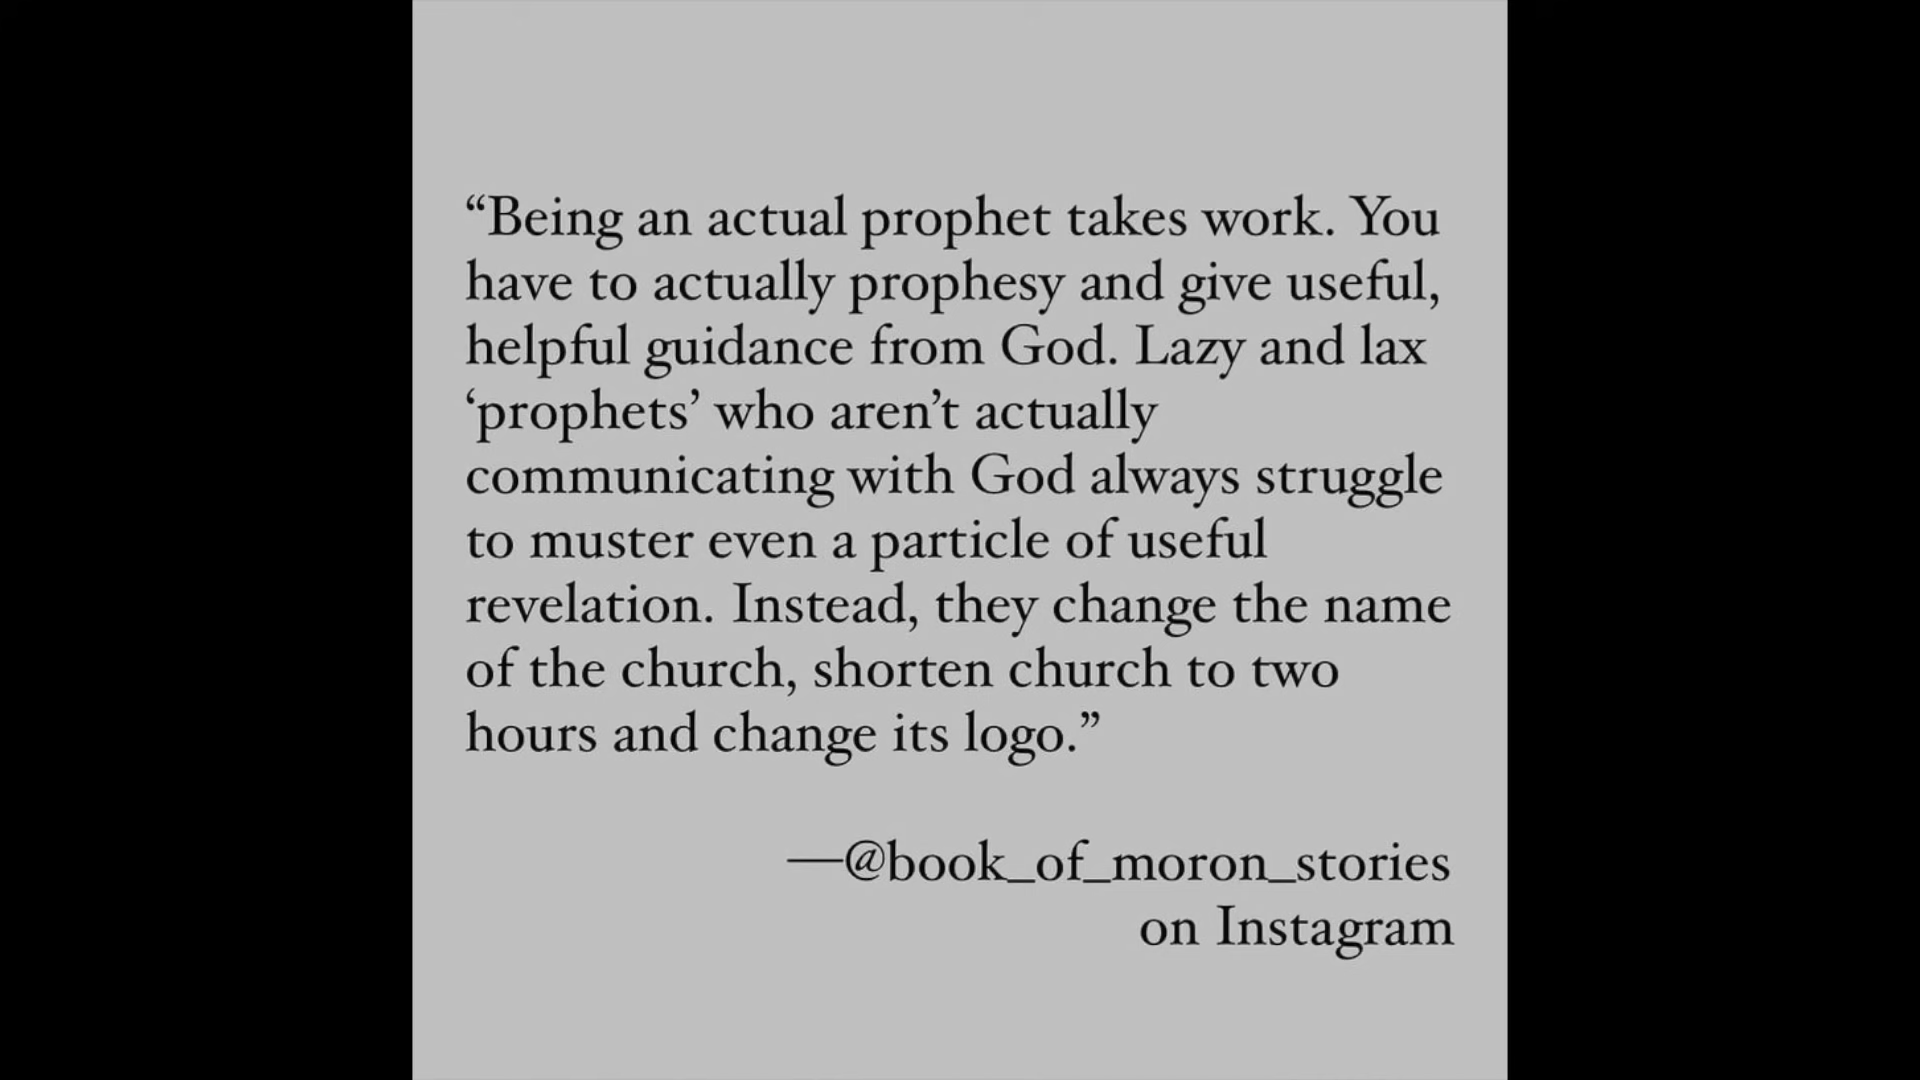 “Being an actual prophet takes work. You
have to actually prophesy and give useful,
helpful guidance from God. Lazy and lax
‘prophets’ who aren’t actually
communicating with God always struggle
to muster even a particle of useful
revelation. Instead, they change the name
of the church, shorten church to two
hours and change its logo.”
—@book_of_moron_stories
on Instagram